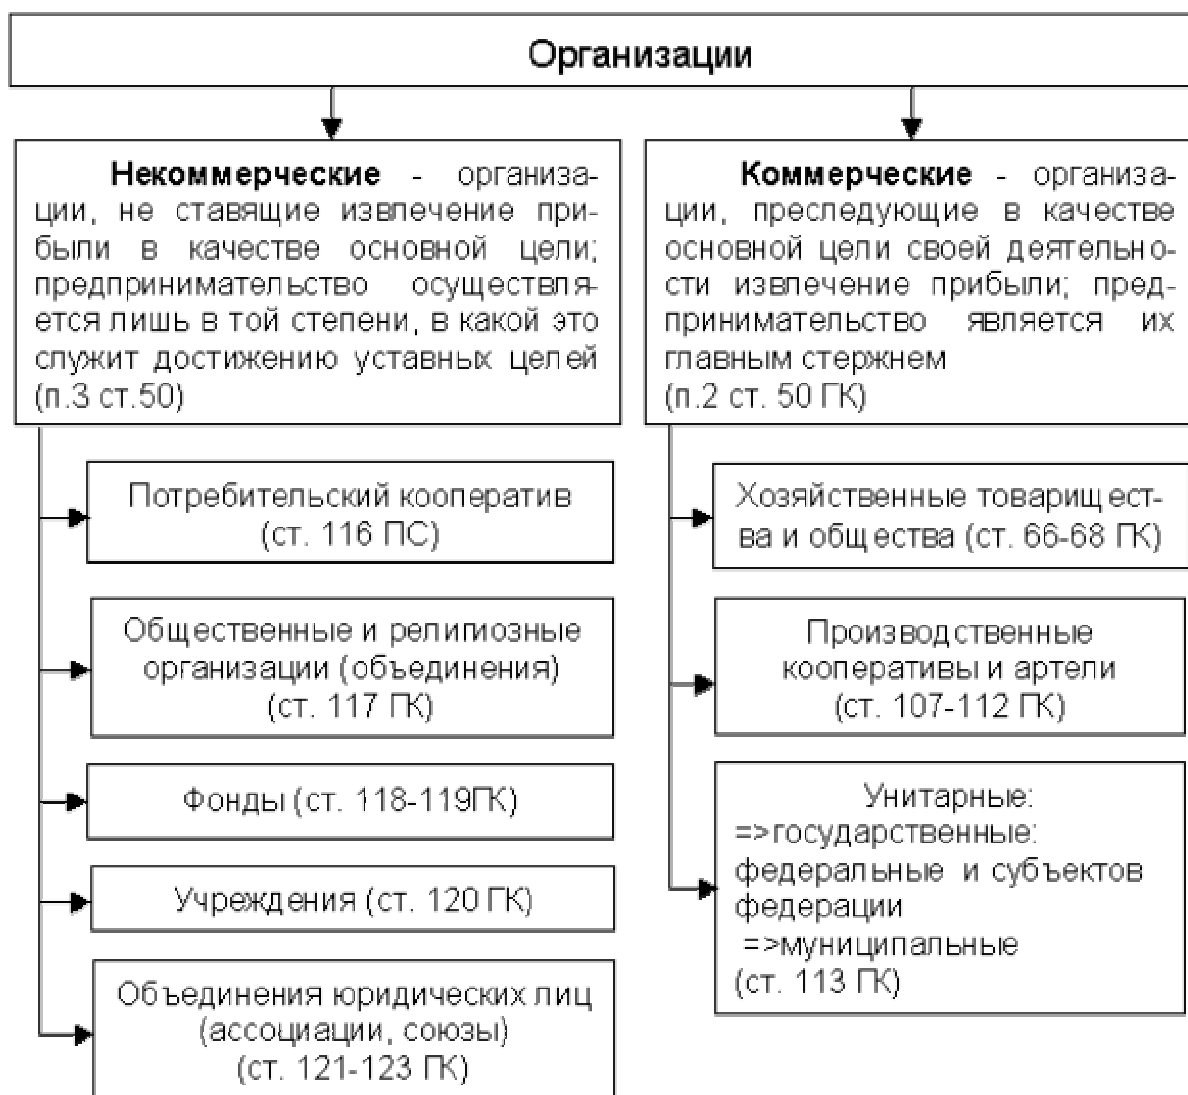 Организации
Некоммерческие - организа-
ции, не ставящие извлечение при-
были в качестве основной цели;
предпринимательство осуществля-
ется лишь в той степени, в какой это
служит достижению уставных целей
(п.3 ст.50)
Потребительский кооператив
(ст. 116 ПС)
Общественные и религиозные
организации (объединения)
(ст. 117 ГК)
Фонды (ст. 118-119ГК)
Учреждения (ст. 120 ГК)
Объединения юридических лиц
(ассоциации, союзы)
(ст. 121-123 ГК)
Коммерческие - организа-
ции, преследующие в качестве
основной цели своей деятельно-
сти извлечение прибыли; пред-
принимательство является их
главным стержнем
(п.2 ст. 50 ГК)
Хозяйственные товарищест-
ва и общества (ст. 66-68 ГК)
Производственные
кооперативы и артели
(ст. 107-112 ГК)
Унитарные:
=>государственные:
федеральные и субъектов
федерации
=>муниципальные
(ст. 113 ГК)